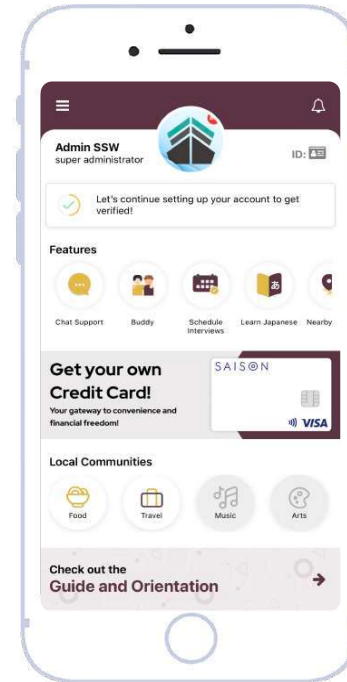 Admin SSW
super administrator
ID:
Let's continue setting up your account to get
verified!
Features
Chat Support
Buddy
Schedule
Interviews
あ
Learn Japanese
Nearby
Get your own
Credit Card!
Your gateway to convenience and
financial freedom!
SAISON
VISA
Local Communities
Food
Travel
Music
Arts
Check out the
Guide and Orientation